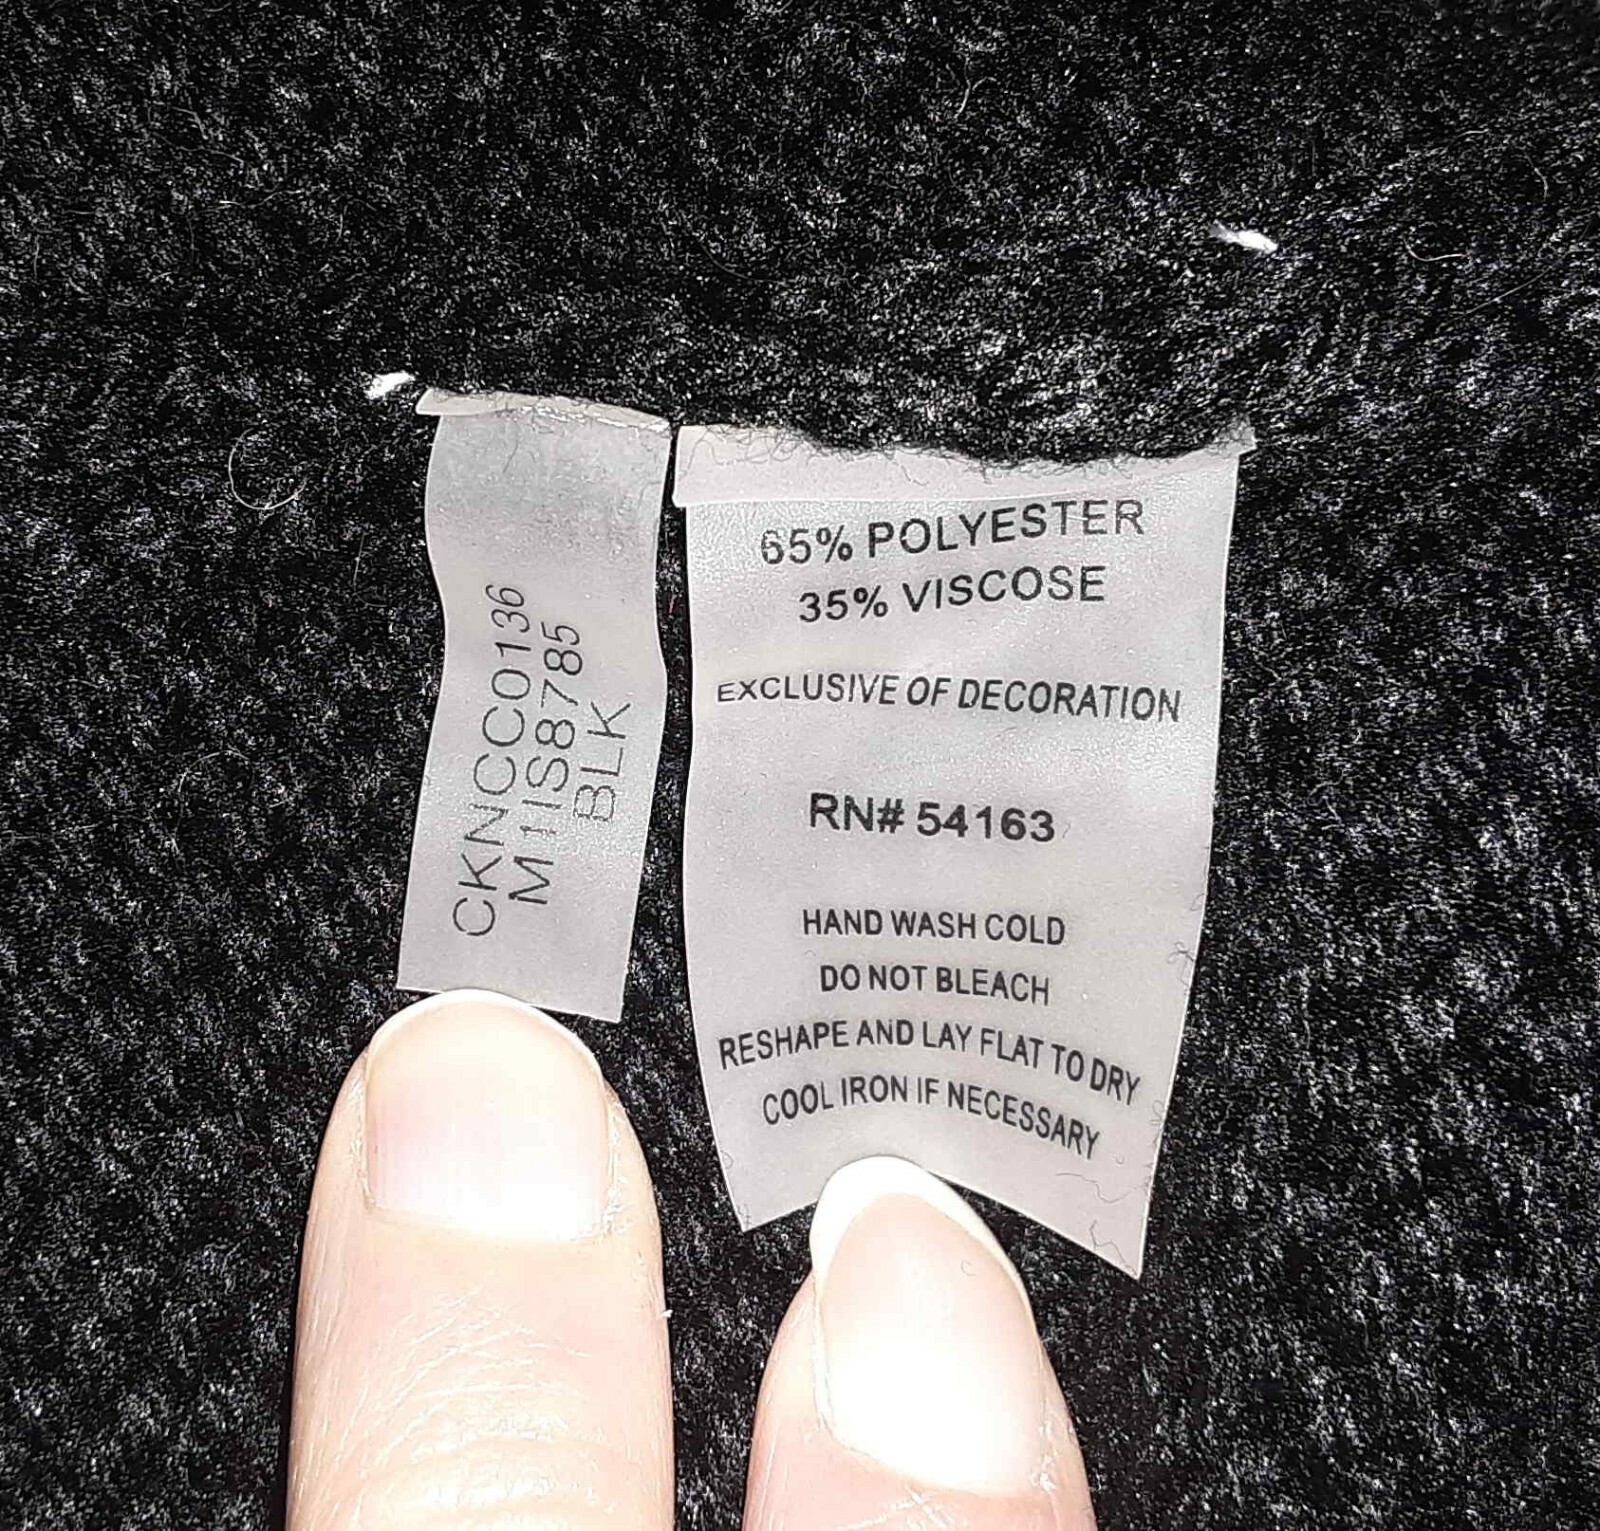 CKNCC0136
M11S8785
BLK
65% POLYESTER
35% VISCOSE
EXCLUSIVE OF DECORATION
RN# 54163
HAND WASH COLD
DO NOT BLEACH
RESHAPE AND LAY FLAT TO DRY
COOL IRON IF NECESSARY